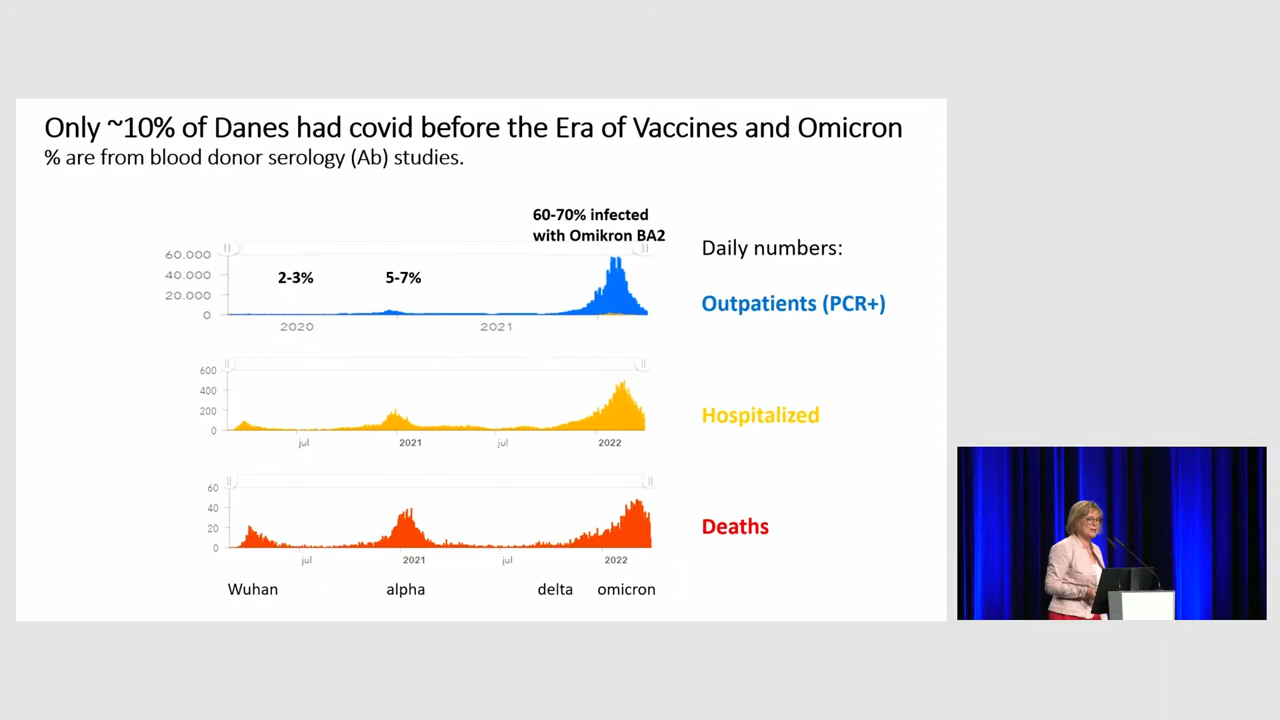 Only ~10% of Danes had covid before the Era of Vaccines and Omicron
% are from blood donor serology (Ab) studies.
60-70% infected
with Omikron BA2
Daily numbers:
60.000
40.000
20.000
0
2-3%
5-7%
2020
2021
Outpatients (PCR+)
600
400
200
0
jul
2021
jul
2022
Hospitalized
60
40
20
0
jul
2021
jul
2022
Deaths
Wuhan
alpha
delta
omicron